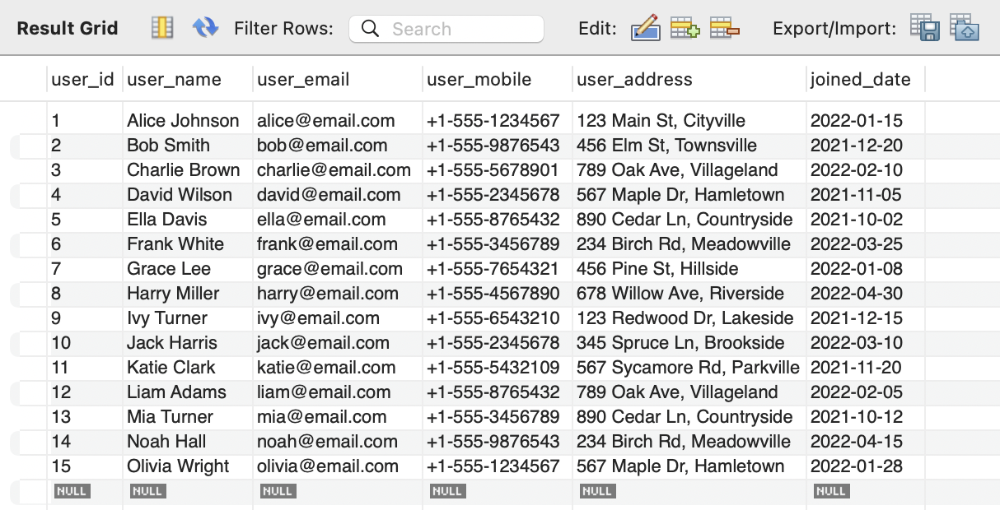 Result Grid Filter Rows: Search Edit: Export/Import:
user_id user_name user_email user_mobile user_address joined_date
1 Alice Johnson alice@email.com +1-555-1234567 123 Main St, Cityville 2022-01-15
2 Bob Smith bob@email.com +1-555-9876543 456 Elm St, Townsville 2021-12-20
3 Charlie Brown charlie@email.com +1-555-5678901 789 Oak Ave, Villageland 2022-02-10
4 David Wilson david@email.com +1-555-2345678 567 Maple Dr, Hamletown 2021-11-05
5 Ella Davis ella@email.com +1-555-8765432 890 Cedar Ln, Countryside 2021-10-02
6 Frank White frank@email.com +1-555-3456789 234 Birch Rd, Meadowville 2022-03-25
7 Grace Lee grace@email.com +1-555-7654321 456 Pine St, Hillside 2022-01-08
8 Harry Miller harry@email.com +1-555-4567890 678 Willow Ave, Riverside 2022-04-30
9 Ivy Turner ivy@email.com +1-555-6543210 123 Redwood Dr, Lakeside 2021-12-15
10 Jack Harris jack@email.com +1-555-2345678 345 Spruce Ln, Brookside 2022-03-10
11 Katie Clark katie@email.com +1-555-5432109 567 Sycamore Rd, Parkville 2021-11-20
12 Liam Adams liam@email.com +1-555-8765432 789 Oak Ave, Villageland 2022-02-05
13 Mia Turner mia@email.com +1-555-3456789 890 Cedar Ln, Countryside 2021-10-12
14 Noah Hall noah@email.com +1-555-9876543 234 Birch Rd, Meadowville 2022-04-15
15 Olivia Wright olivia@email.com +1-555-1234567 567 Maple Dr, Hamletown 2022-01-28
NULL NULL NULL NULL NULL NULL